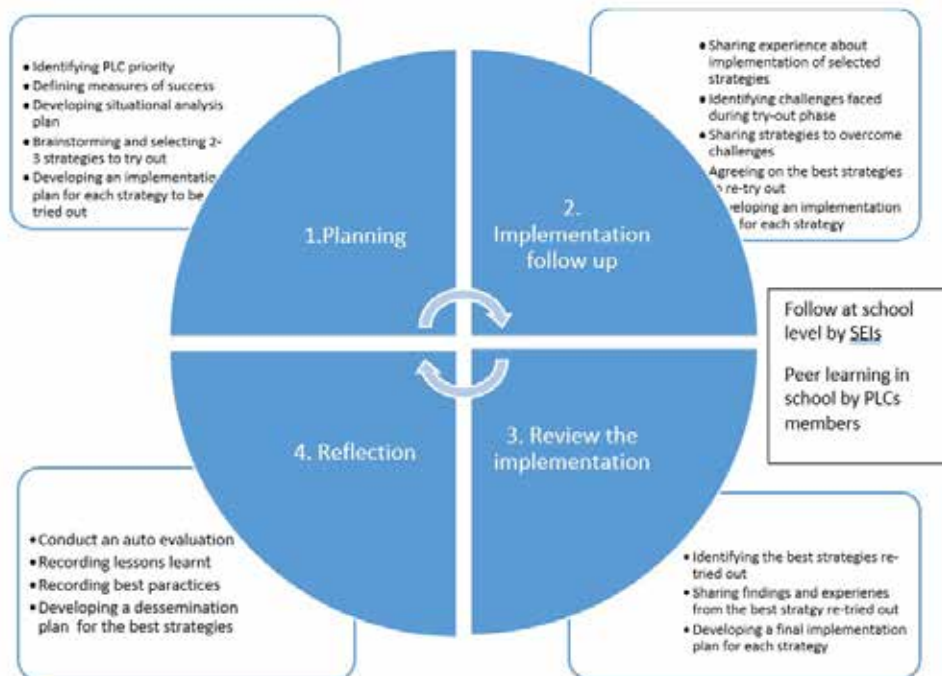 • Identifying PLC priority
• Defining measures of success
• Developing situational analysis
plan
• Brainstorming and selecting 2-
3 strategies to try out
• Developing an implementatio
plan for each strategy to be
tried out
• Sharing experience about
implementation of selected
strategies
• Identifying challenges faced
during try-out phase
• Sharing strategies to overcome
challenges
Agreeing on the best strategies
re-try out
veloping an implementation
for each strategy
1.Planning
2.
Implementation
follow up
Follow at school
level by SEIs
Peer learning in
school by PLCs
members
4. Reflection
3. Review the
implementation
• Conduct an auto evaluation
• Recording lessons learnt
• Recording best paractices
• Developing a dessemination
plan for the best strategies
• Identifying the best strategies re-
tried out
• Sharing findings and experienes
from the best stratgy re-tried out
• Developing a final implementation
plan for each strategy